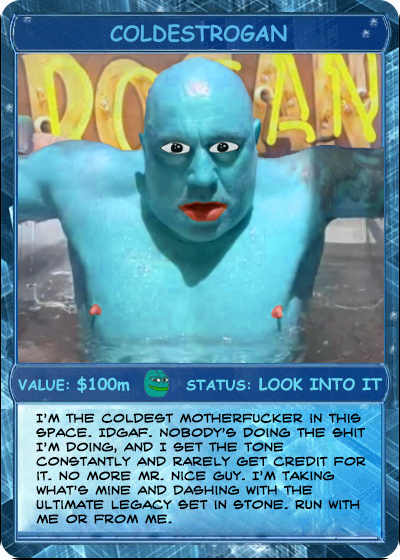 COLDESTROGAN
ROGAN
VALUE: $100m STATUS: LOOK INTO IT
I'M THE COLDEST MOTHERFUCKER IN THIS
SPACE. IDGAF. NOBODY'S DOING THE SHIT
I'M DOING, AND I SET THE TONE
CONSTANTLY AND RARELY GET CREDIT FOR
IT. NO MORE MR. NICE GUY. I'M TAKING
WHAT'S MINE AND DASHING WITH THE
ULTIMATE LEGACY SET IN STONE. RUN WITH
ME OR FROM ME.